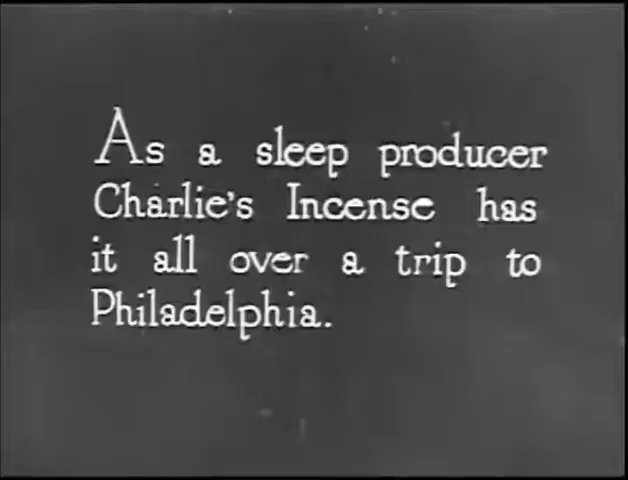 As a sleep producer
Charlie's Incense has
it all over a trip to
Philadelphia.